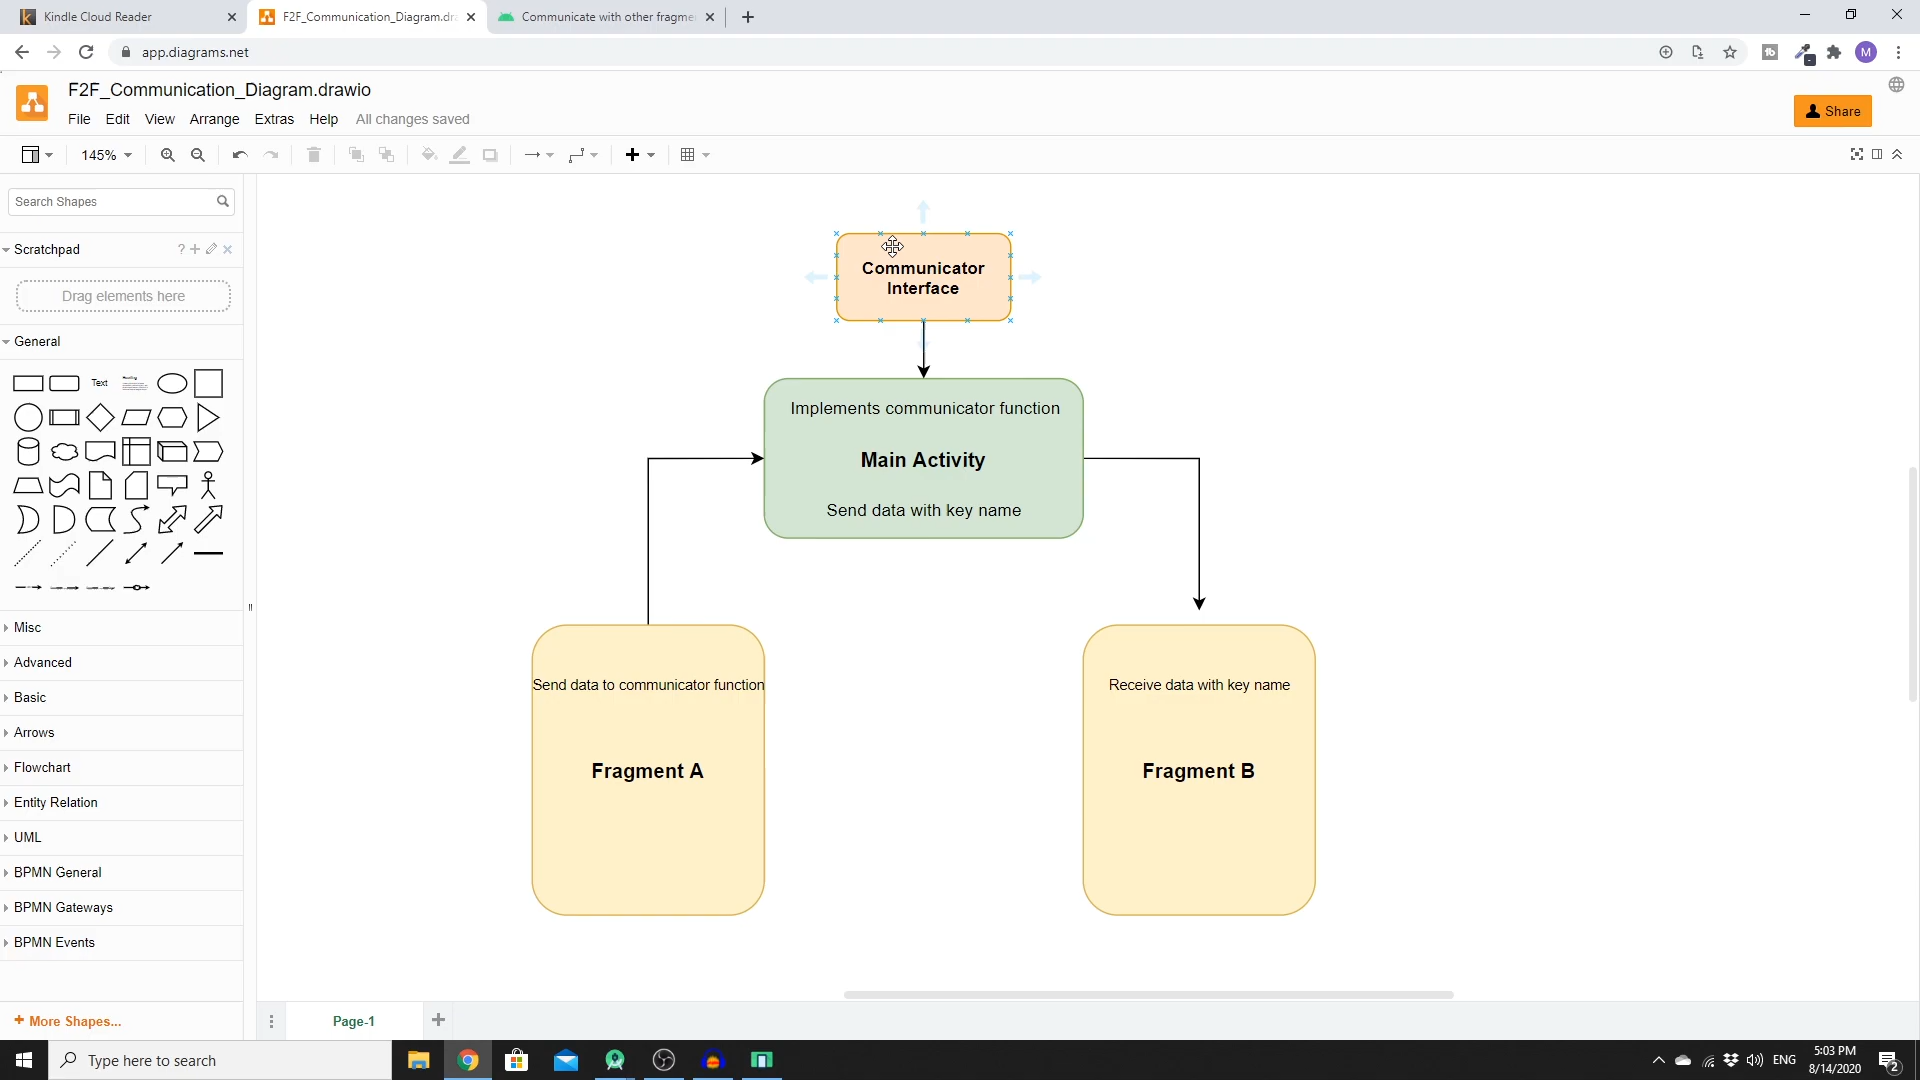 Kindle Cloud Reader
F2F_Communication_Diagram.dr
Communicate with other fragme
app.diagrams.net
M
F2F_Communication_Diagram.drawio
File Edit View Arrange Extras Help All changes saved
Share
145%
Search Shapes
Scratchpad
?
Drag elements here
General
Text
Heading
Misc
Advanced
Basic
Arrows
Flowchart
Entity Relation
UML
BPMN General
BPMN Gateways
BPMN Events
+ More Shapes...
Communicator
Interface
Implements communicator function
Main Activity
Send data with key name
Send data to communicator function
Fragment A
Receive data with key name
Fragment B
Page-1
Type here to search
ENG
5:03 PM
8/14/2020
2